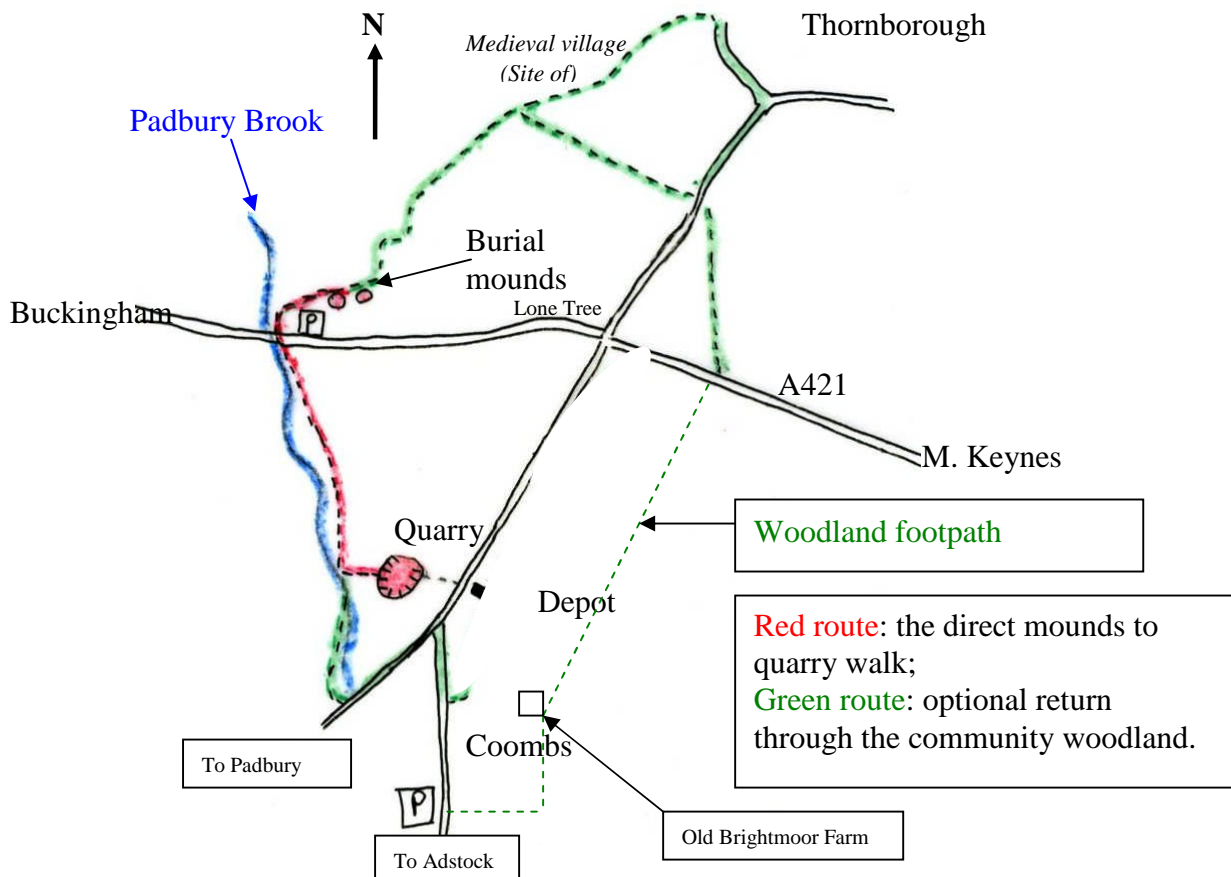 N
Thornborough
Medieval village
(Site of)
Padbury Brook
Burial
mounds
Buckingham
P
Lone Tree
A421
M. Keynes
Quarry
Woodland footpath
Depot
Red route: the direct mounds to
quarry walk;
Green route: optional return
through the community woodland.
Coombs
To Padbury
P
Old Brightmoor Farm
To Adstock